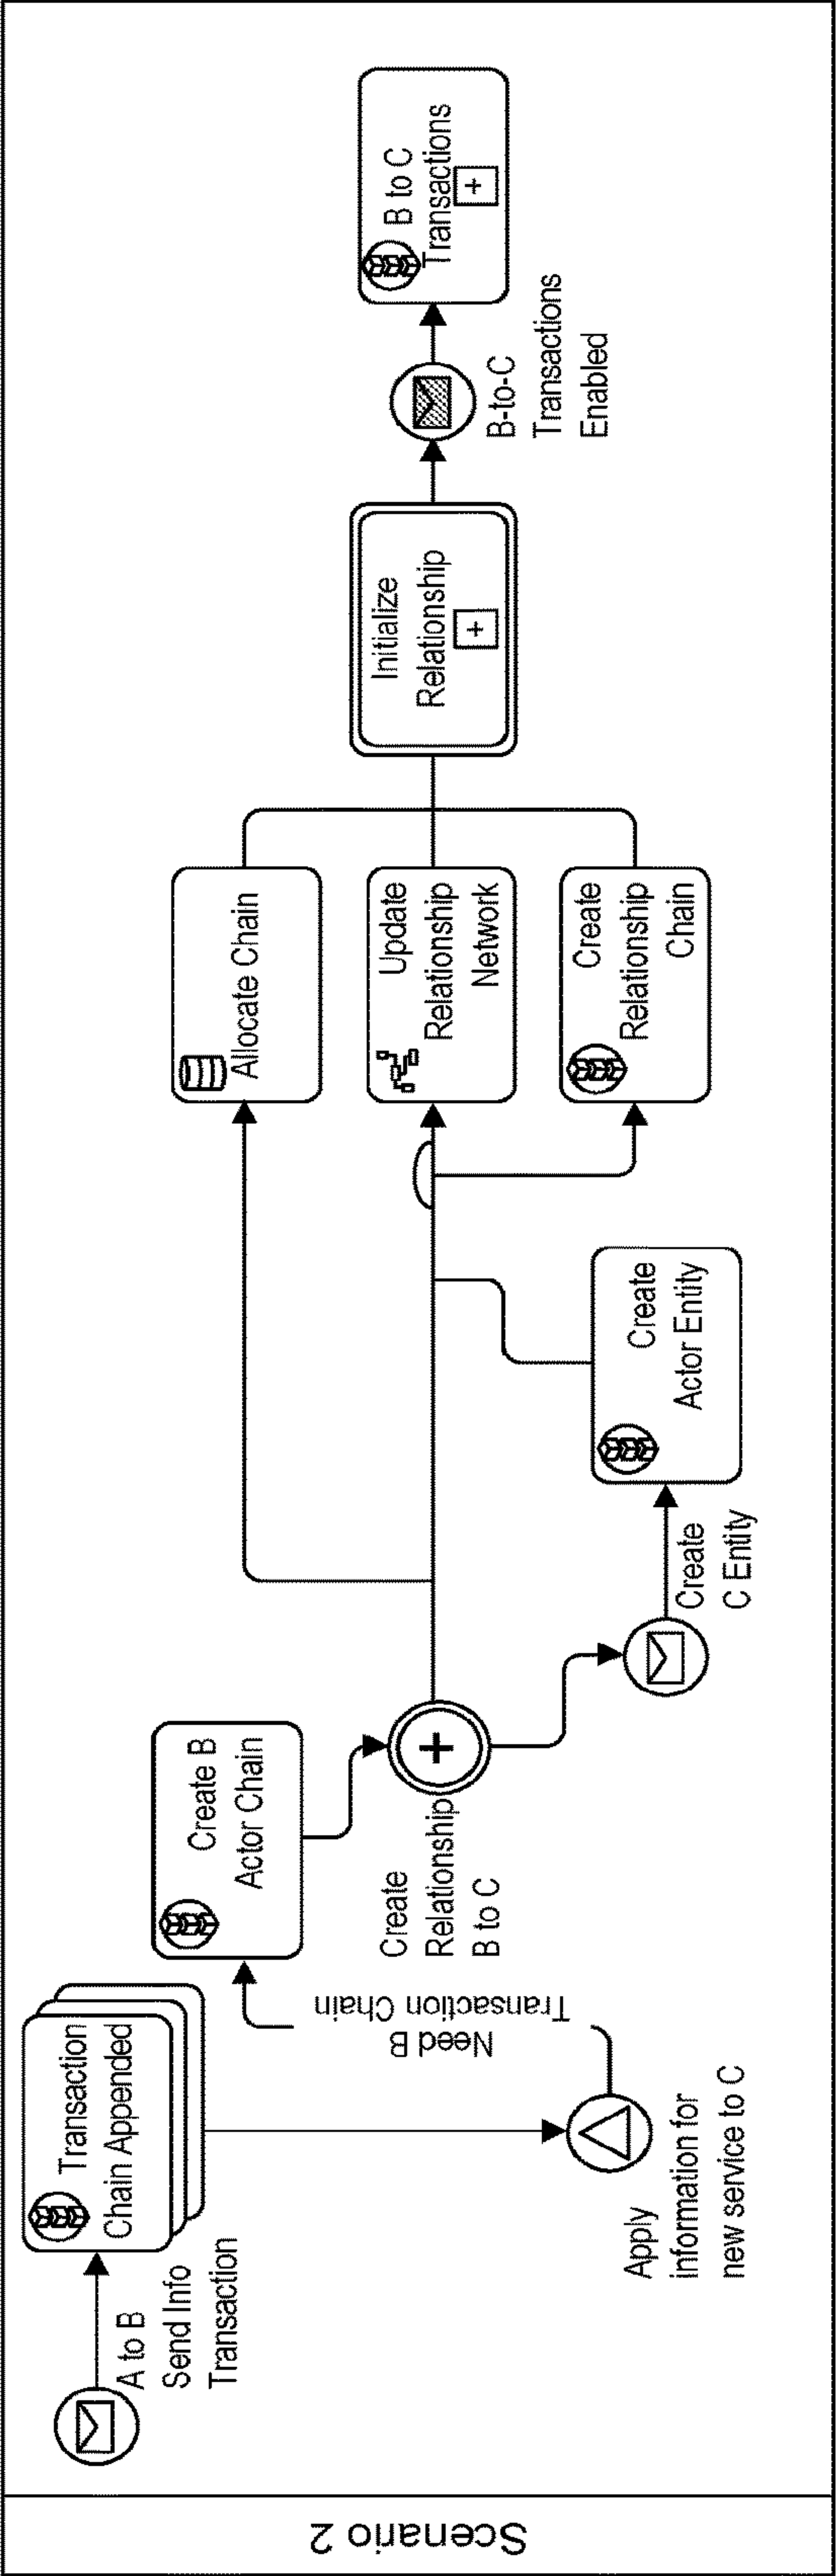 Scenario 2
A to B
Send Info
Transaction
Transaction
Chain Appended
Apply
information for
new service to C
Need B
Transaction Chain
Create B
Actor Chain
Create
Relationship
B to C
Create
C Entity
Create
Actor Entity
Allocate Chain
Update
Relationship
Network
Create
Relationship
Chain
Initialize
Relationship
+
B-to-C
Transactions
Enabled
B to C
Transactions
+